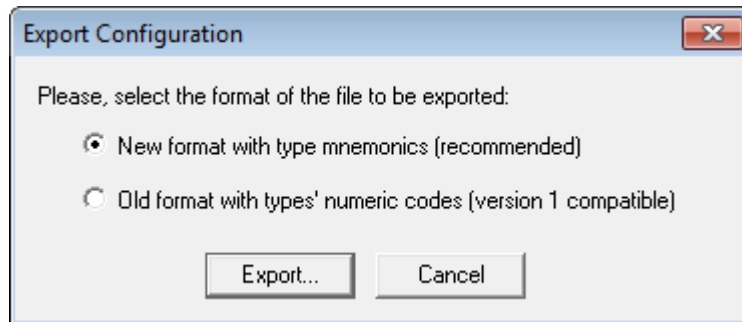 Export Configuration
Please, select the format of the file to be exported:
New format with type mnemonics (recommended)
Old format with types' numeric codes (version 1 compatible)
Export... Cancel